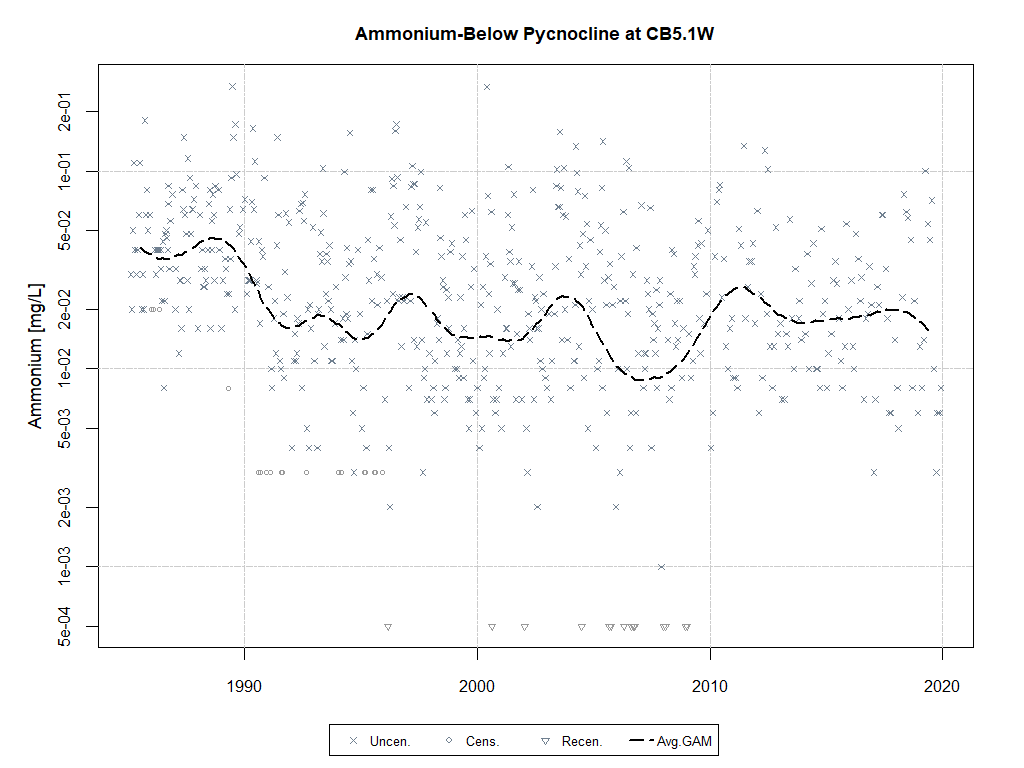 Ammonium-Below Pycnocline at CB5.1W
Ammonium [mg/L]
2e-01
1e-01
5e-02
2e-02
1e-02
5e-03
2e-03
1e-03
5e-04
1990 2000 2010 2020
Uncen. Cens. Recen. Avg.GAM